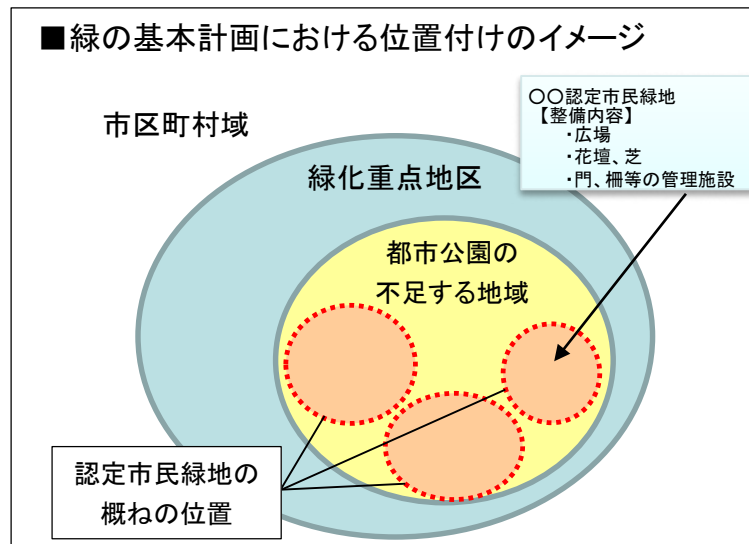 ■緑の基本計画における位置付けのイメージ
〇〇認定市民緑地
【整備内容】
・広場
・花壇、芝
・門、柵等の管理施設
市区町村域
緑化重点地区
都市公園の
不足する地域
認定市民緑地の
概ねの位置